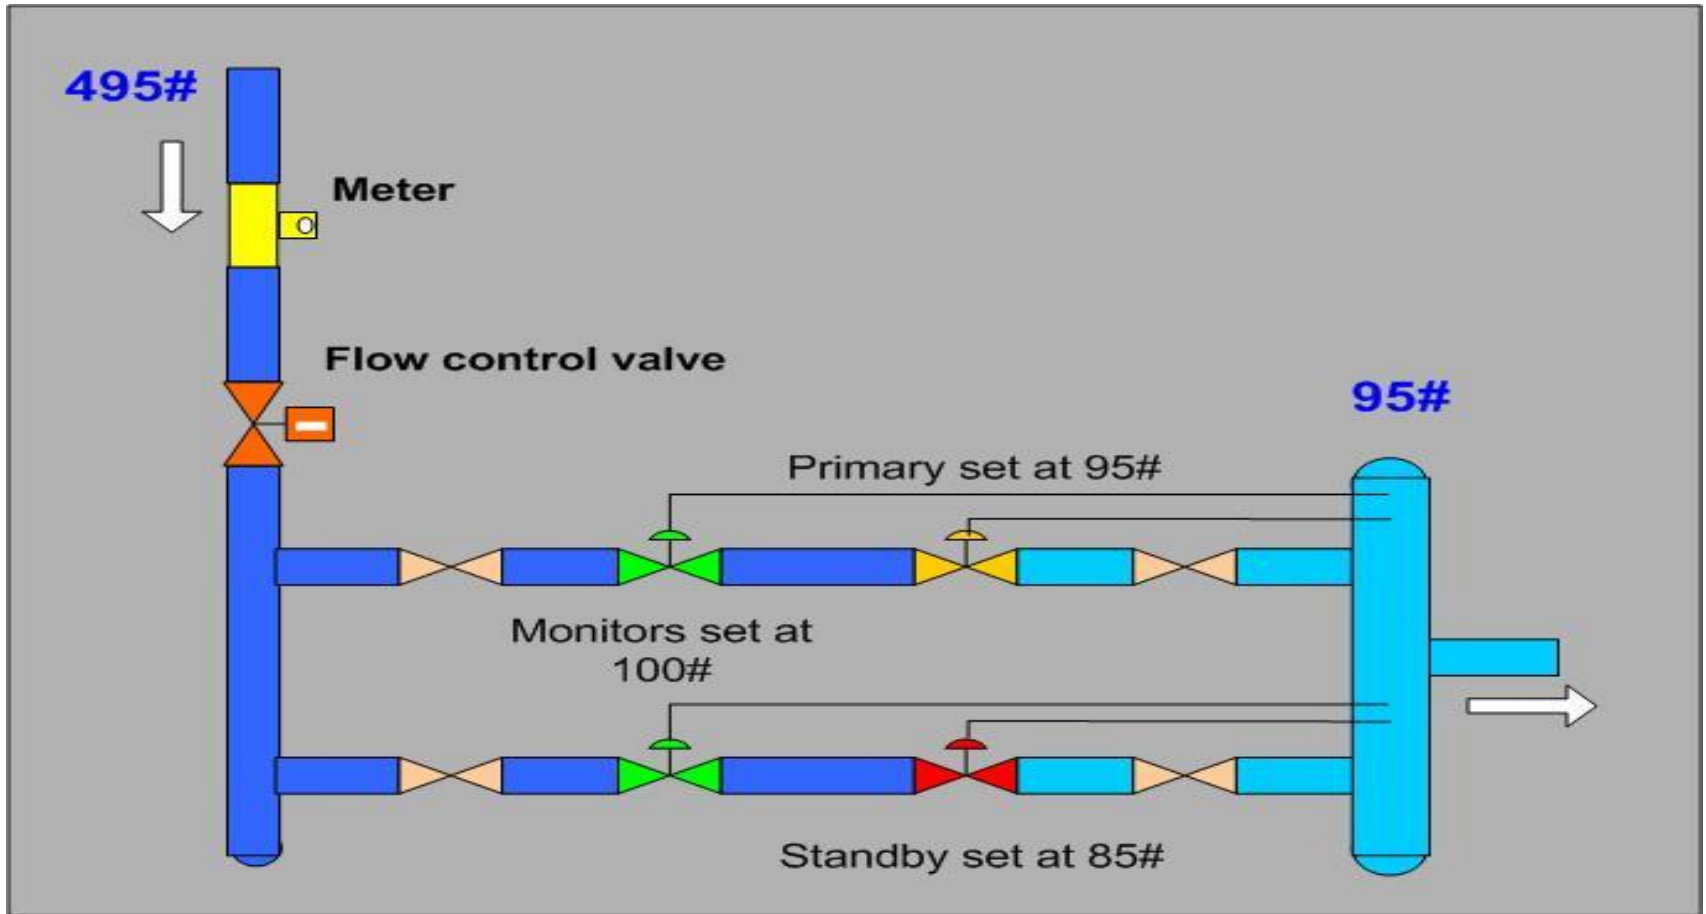 495#
Meter
Flow control valve
95#
Primary set at 95#
Monitors set at
100#
Standby set at 85#